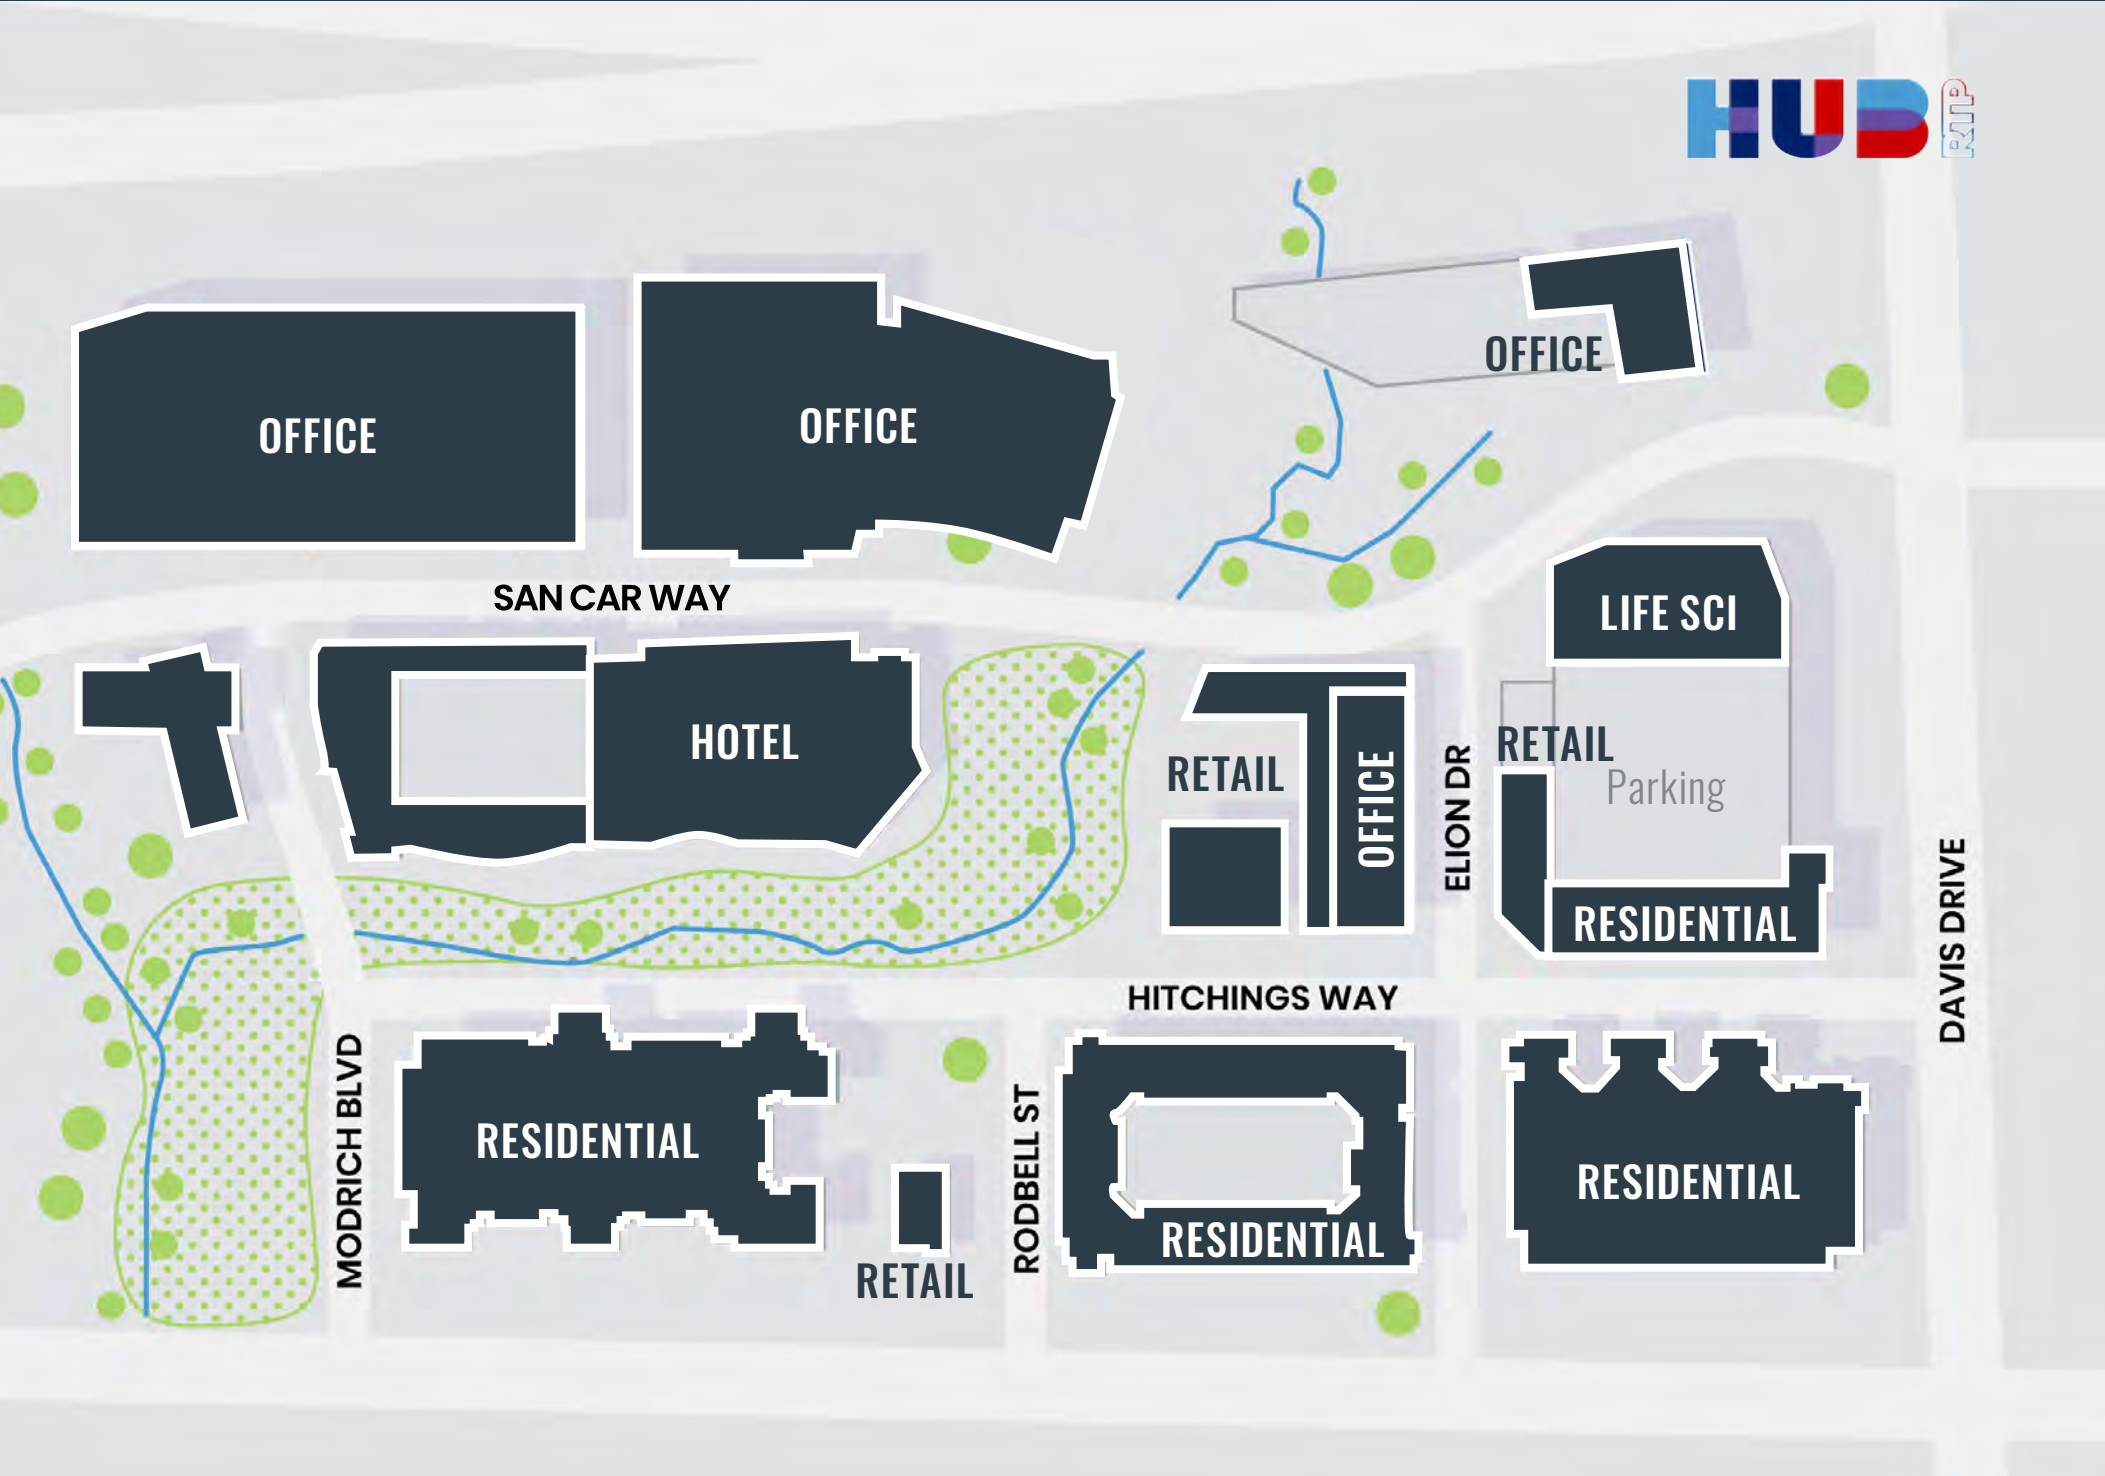 HUB RTP
OFFICE
OFFICE
OFFICE
SAN CAR WAY
LIFE SCI
HOTEL
RETAIL
OFFICE
ELION DR
RETAIL
Parking
RESIDENTIAL
DAVIS DRIVE
HITCHINGS WAY
MODRICH BLVD
RESIDENTIAL
RETAIL
RODBELL ST
RESIDENTIAL
RESIDENTIAL